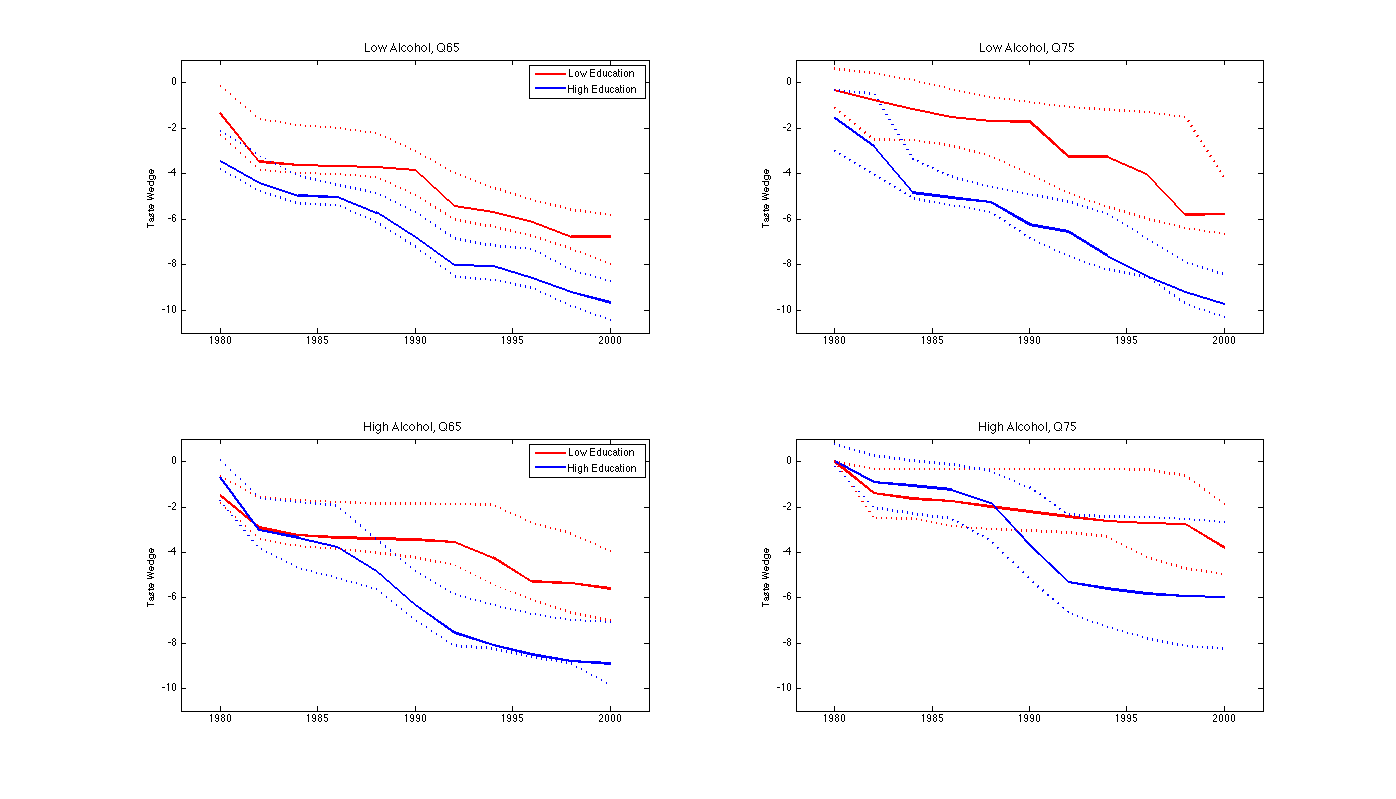 Low Alcohol, Q65
Low Education
High Education
0
-2
-4
-6
-8
-10
Taste Wedge
1980 1985 1990 1995 2000
Low Alcohol, Q75
0
-2
-4
-6
-8
-10
Taste Wedge
1980 1985 1990 1995 2000
High Alcohol, Q65
Low Education
High Education
0
-2
-4
-6
-8
-10
Taste Wedge
1980 1985 1990 1995 2000
High Alcohol, Q75
0
-2
-4
-6
-8
-10
Taste Wedge
1980 1985 1990 1995 2000